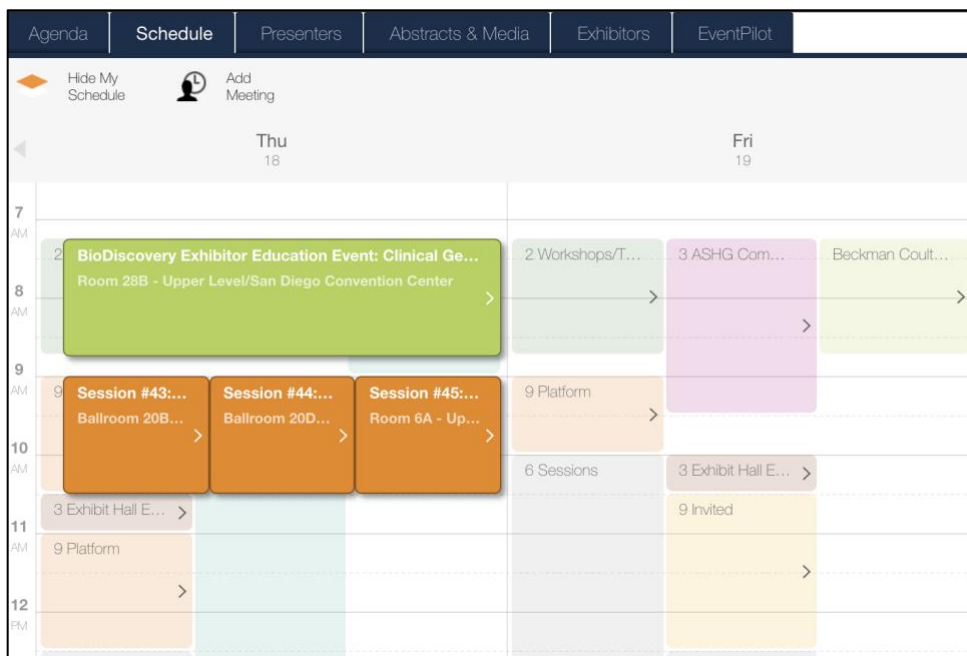 Agenda
Schedule
Presenters
Abstracts & Media
Exhibitors
EventPilot
Hide My
Schedule
Add
Meeting
Thu
18
Fri
19
7
AM
8
AM
9
AM
10
AM
11
AM
12
PM
2
BioDiscovery Exhibitor Education Event: Clinical Ge...
Room 28B - Upper Level/San Diego Convention Center
9
Session #43:...
Ballroom 20B...
Session #44:...
Ballroom 20D...
Session #45:...
Room 6A - Up...
3 Exhibit Hall E...
9 Platform
2 Workshops/T...
3 ASHG Com...
Beckman Coult...
9 Platform
6 Sessions
3 Exhibit Hall E...
9 Invited